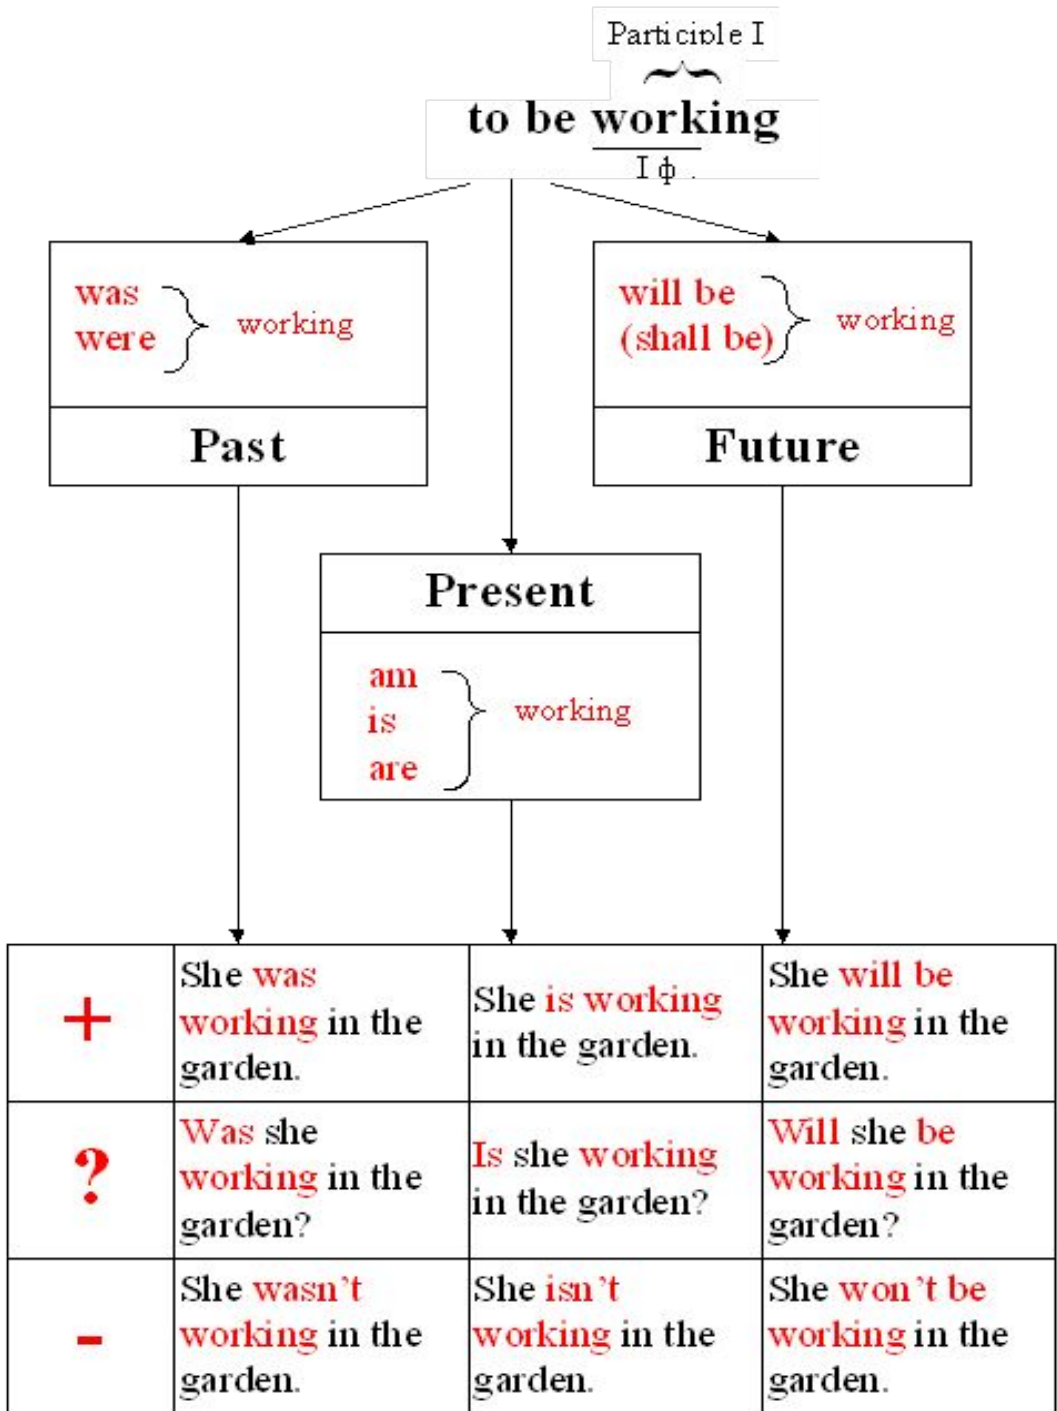 Participle I
to be working
I ф.
was
were
working
Past
will be
(shall be)
working
Future
Present
am
is
are
working
+
She was
working in the
garden.
She is working
in the garden.
She will be
working in the
garden.
?
Was she
working in the
garden?
Is she working
in the garden?
Will she be
working in the
garden?
-
She wasn't
working in the
garden.
She isn't
working in the
garden.
She won't be
working in the
garden.